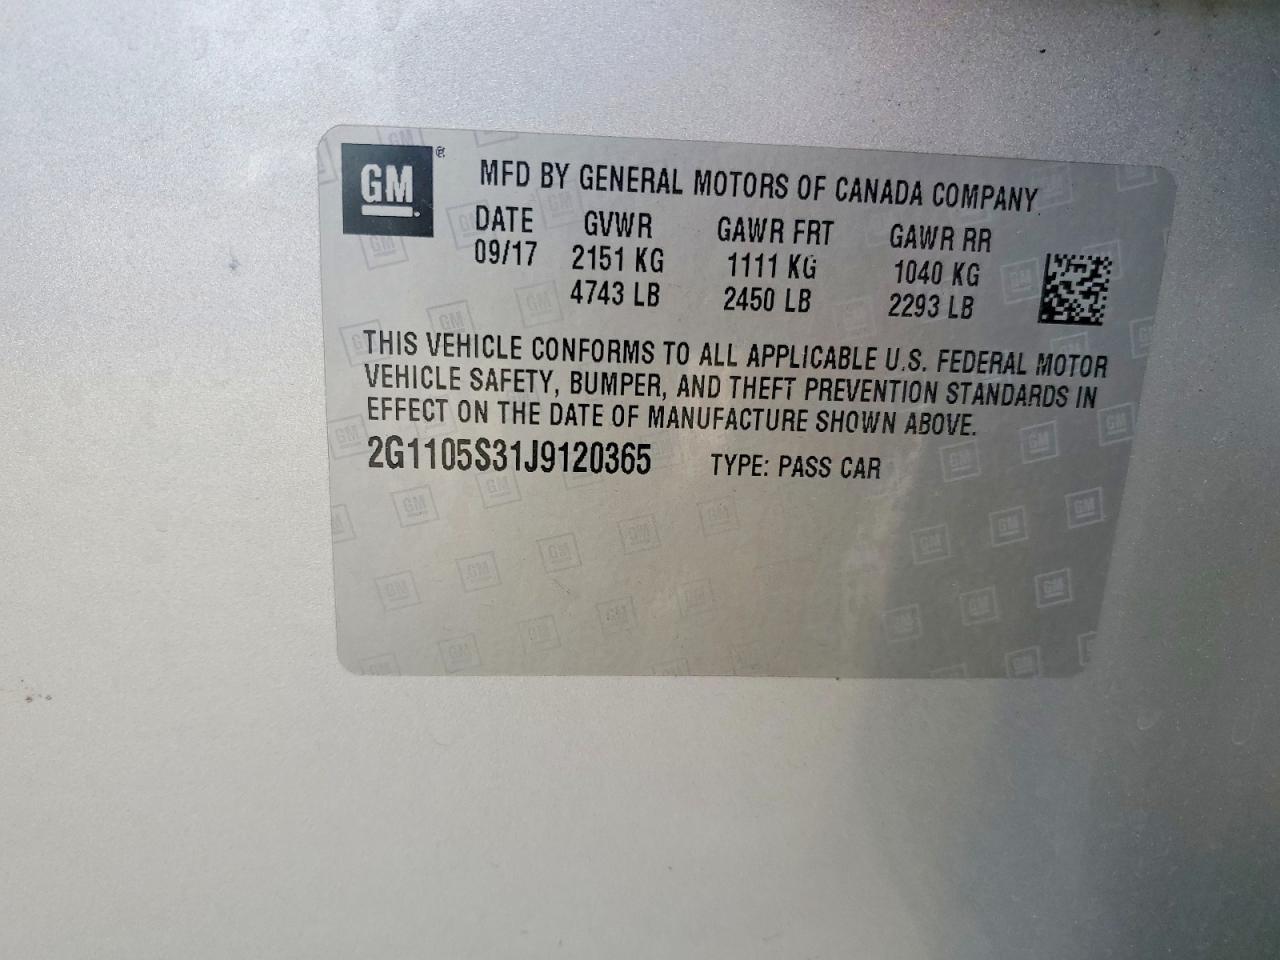 GM ®
MFD BY GENERAL MOTORS OF CANADA COMPANY
DATE GVWR GAWR FRT GAWR RR
09/17 2151 KG 1111 KG 1040 KG
4743 LB 2450 LB 2293 LB
THIS VEHICLE CONFORMS TO ALL APPLICABLE U.S. FEDERAL MOTOR
VEHICLE SAFETY, BUMPER, AND THEFT PREVENTION STANDARDS IN
EFFECT ON THE DATE OF MANUFACTURE SHOWN ABOVE.
2G1105S31J9120365 TYPE: PASS CAR